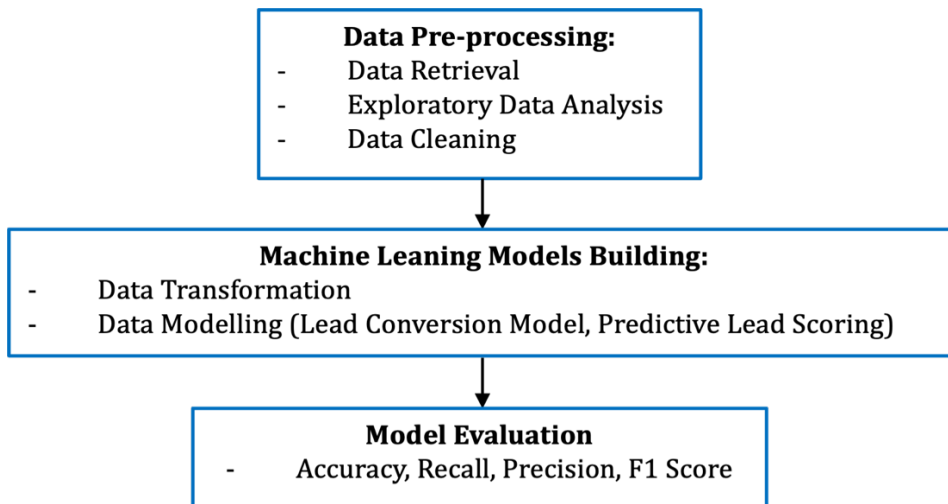 Data Pre-processing:
- Data Retrieval
- Exploratory Data Analysis
- Data Cleaning
Machine Leaning Models Building:
- Data Transformation
- Data Modelling (Lead Conversion Model, Predictive Lead Scoring)
Model Evaluation
- Accuracy, Recall, Precision, F1 Score